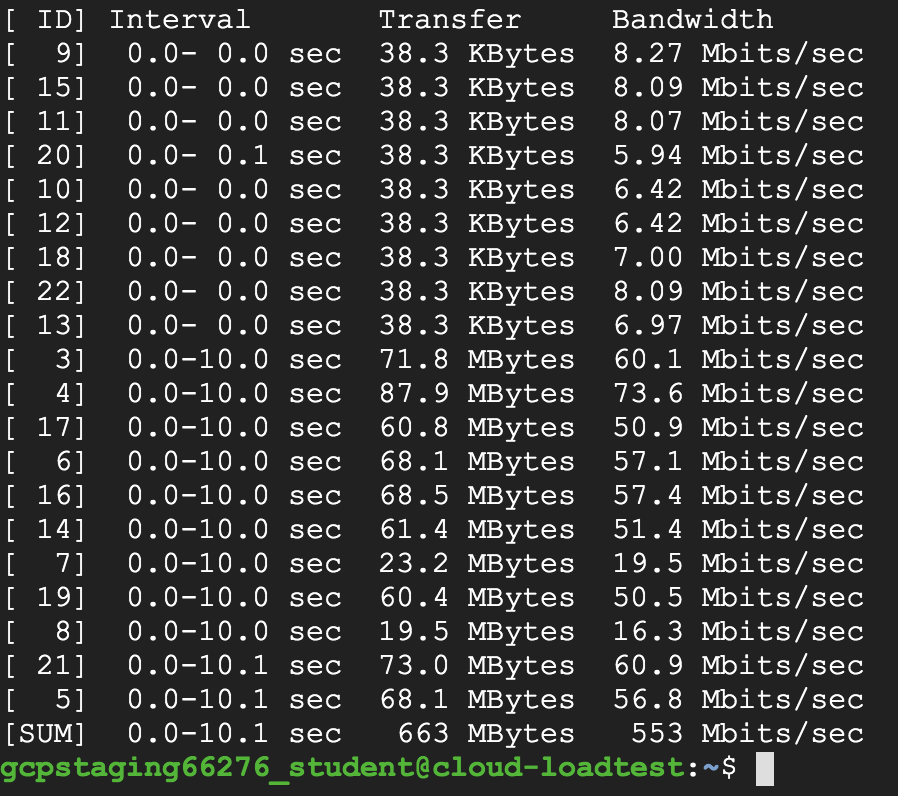 [ ID] Interval       Transfer     Bandwidth
[  9]  0.0- 0.0 sec  38.3 KBytes  8.27 Mbits/sec
[ 15]  0.0- 0.0 sec  38.3 KBytes  8.09 Mbits/sec
[ 11]  0.0- 0.0 sec  38.3 KBytes  8.07 Mbits/sec
[ 20]  0.0- 0.1 sec  38.3 KBytes  5.94 Mbits/sec
[ 10]  0.0- 0.0 sec  38.3 KBytes  6.42 Mbits/sec
[ 12]  0.0- 0.0 sec  38.3 KBytes  6.42 Mbits/sec
[ 18]  0.0- 0.0 sec  38.3 KBytes  7.00 Mbits/sec
[ 22]  0.0- 0.0 sec  38.3 KBytes  8.09 Mbits/sec
[ 13]  0.0- 0.0 sec  38.3 KBytes  6.97 Mbits/sec
[  3]  0.0-10.0 sec  71.8 MBytes  60.1 Mbits/sec
[  4]  0.0-10.0 sec  87.9 MBytes  73.6 Mbits/sec
[ 17]  0.0-10.0 sec  60.8 MBytes  50.9 Mbits/sec
[  6]  0.0-10.0 sec  68.1 MBytes  57.1 Mbits/sec
[ 16]  0.0-10.0 sec  68.5 MBytes  57.4 Mbits/sec
[ 14]  0.0-10.0 sec  61.4 MBytes  51.4 Mbits/sec
[  7]  0.0-10.0 sec  23.2 MBytes  19.5 Mbits/sec
[ 19]  0.0-10.0 sec  60.4 MBytes  50.5 Mbits/sec
[  8]  0.0-10.0 sec  19.5 MBytes  16.3 Mbits/sec
[ 21]  0.0-10.1 sec  73.0 MBytes  60.9 Mbits/sec
[  5]  0.0-10.1 sec  68.1 MBytes  56.8 Mbits/sec
[SUM]  0.0-10.1 sec   663 MBytes   553 Mbits/sec
gcpstaging66276_student@cloud-loadtest:~$